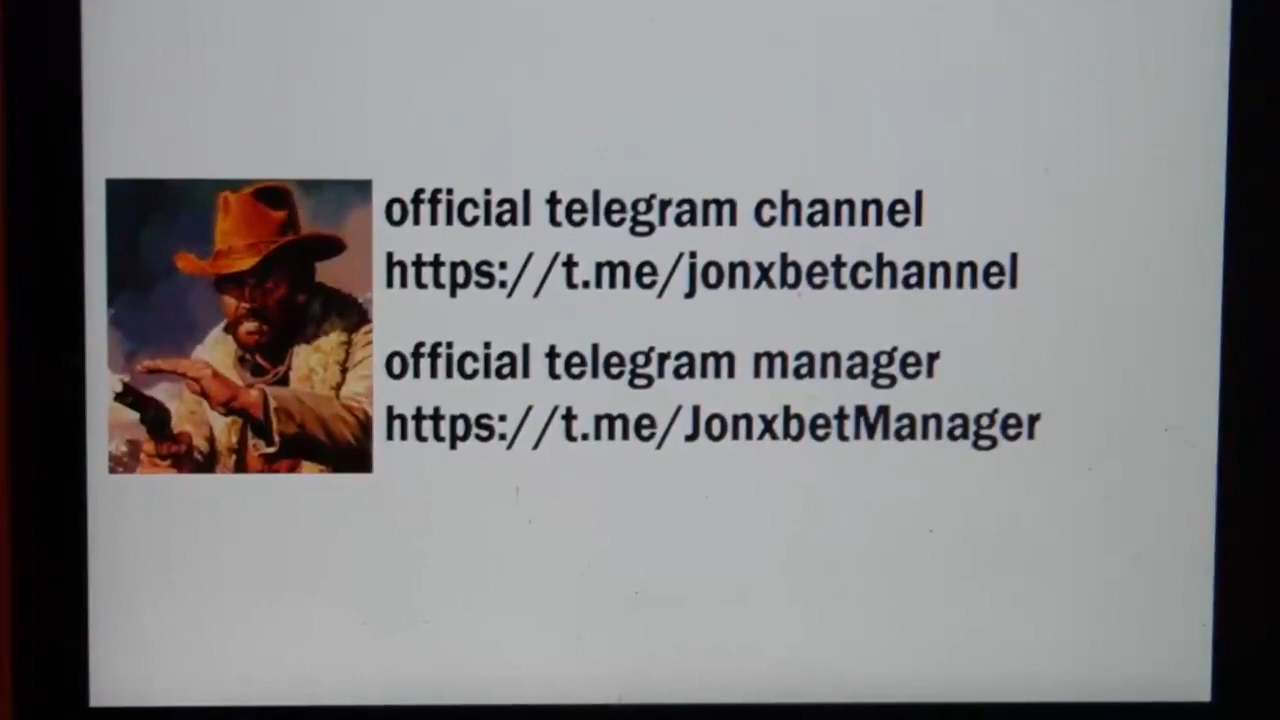 official telegram channel
https://t.me/jonxbetchannel
official telegram manager
https://t.me/JonxbetManager